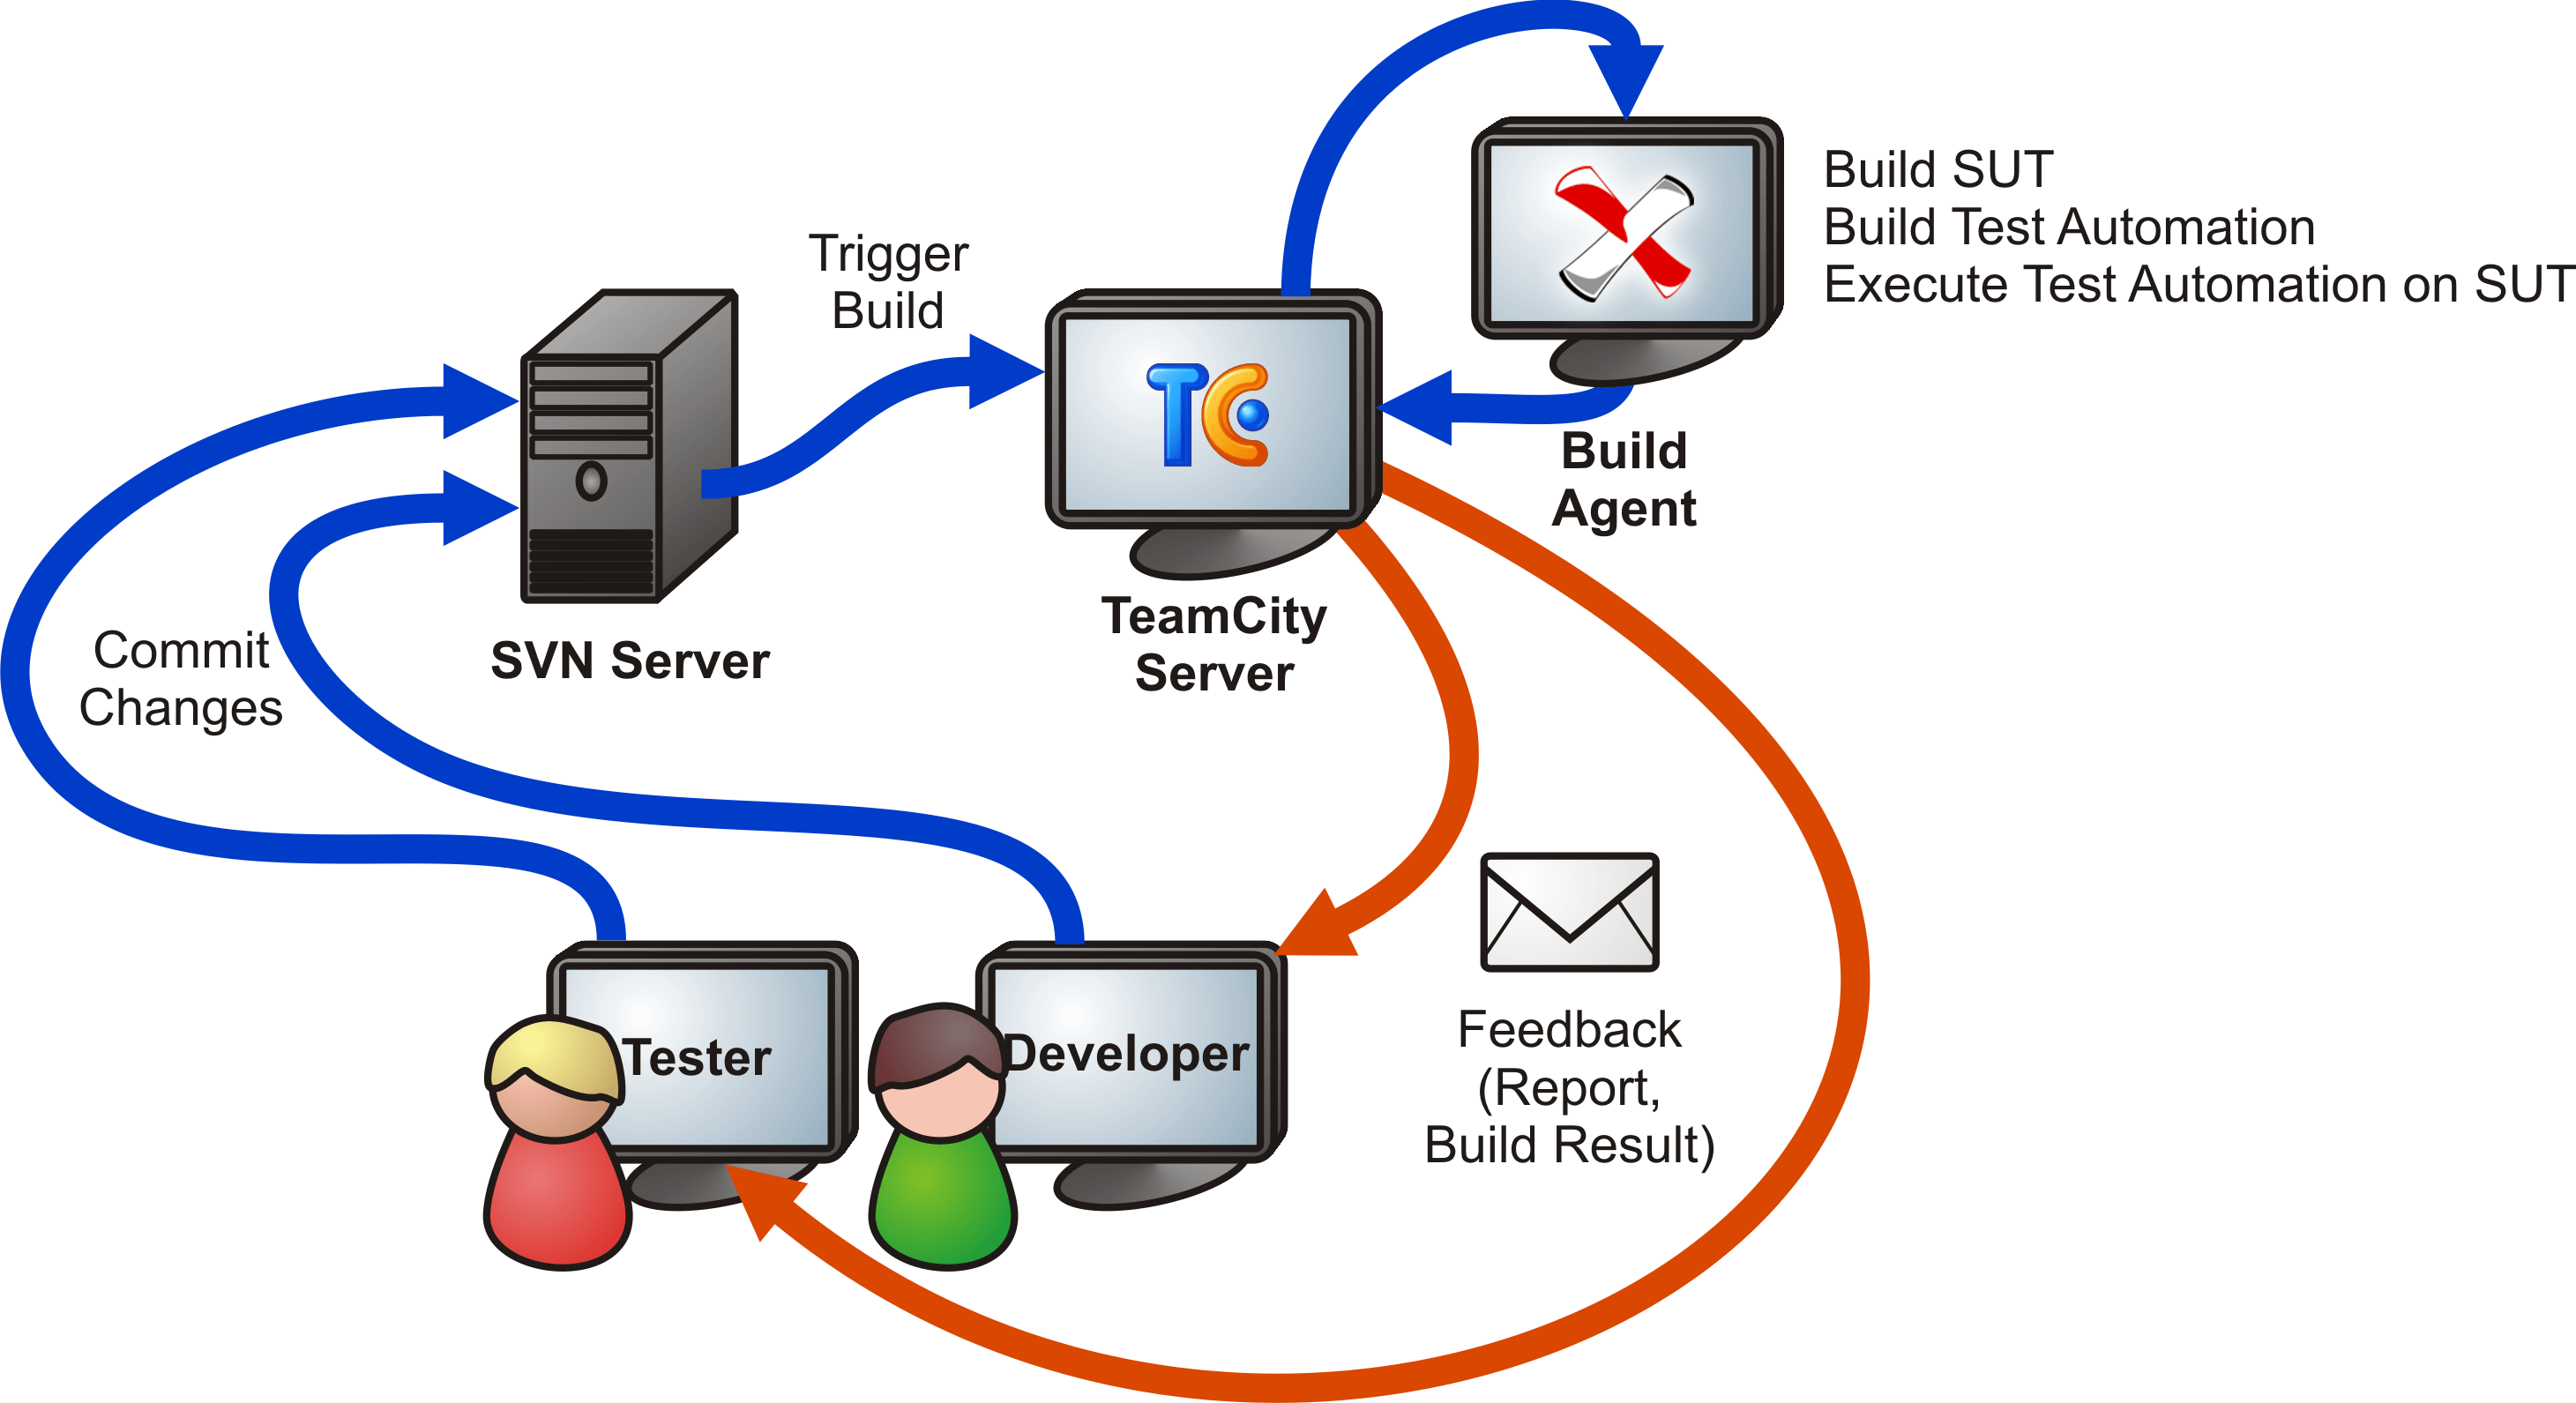 Build SUT
Build Test Automation
Execute Test Automation on SUT
Trigger
Build
TC
Build
Agent
TeamCity
Server
SVN Server
Commit
Changes
Tester
Developer
Feedback
(Report,
Build Result)